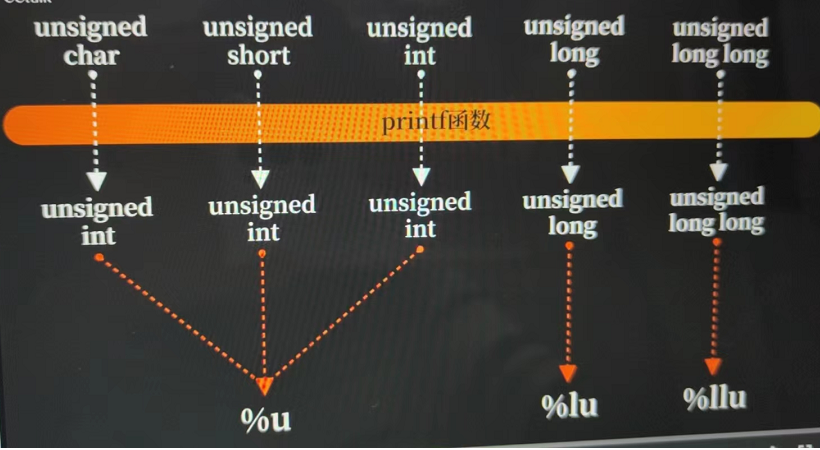 unsigned char
unsigned short
unsigned int
unsigned long
unsigned long long
printf函数
unsigned int
unsigned int
unsigned int
unsigned long
unsigned long long
%u
%lu
%llu